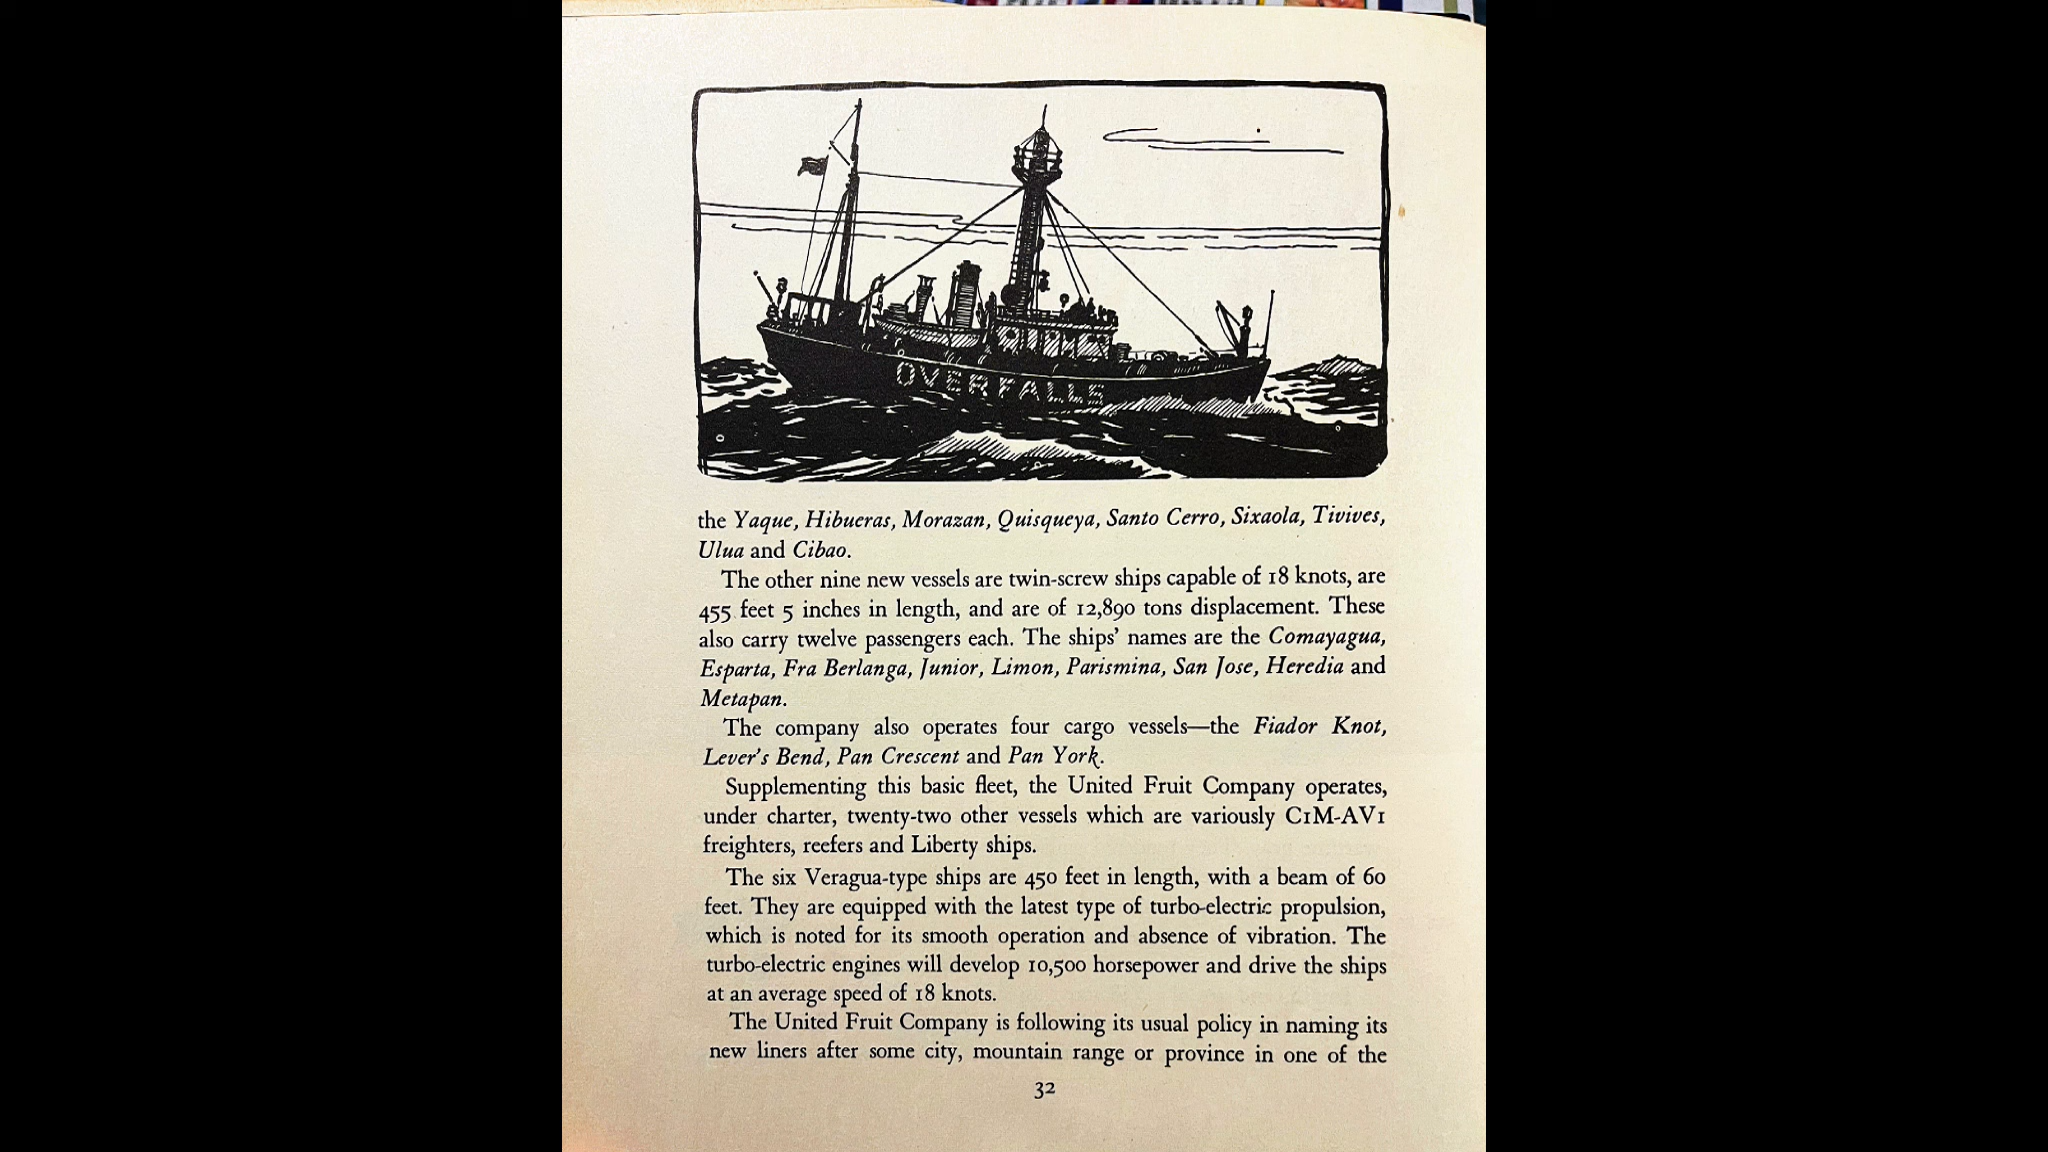 OVERFALLS
the Yaque, Hibueras, Morazan, Quisqueya, Santo Cerro, Sixaola, Tivives,
Ulua and Cibao.
The other nine new vessels are twin-screw ships capable of 18 knots, are
455 feet 5 inches in length, and are of 12,890 tons displacement. These
also carry twelve passengers each. The ships’ names are the Comayagua,
Esparta, Fra Berlanga, Junior, Limon, Parismina, San Jose, Heredia and
Metapan.
The company also operates four cargo vessels—the Fiador Knot,
Lever’s Bend, Pan Crescent and Pan York.
Supplementing this basic fleet, the United Fruit Company operates,
under charter, twenty-two other vessels which are variously C1M-AV1
freighters, reefers and Liberty ships.
The six Veragua-type ships are 450 feet in length, with a beam of 60
feet. They are equipped with the latest type of turbo-electric propulsion,
which is noted for its smooth operation and absence of vibration. The
turbo-electric engines will develop 10,500 horsepower and drive the ships
at an average speed of 18 knots.
The United Fruit Company is following its usual policy in naming its
new liners after some city, mountain range or province in one of the
32